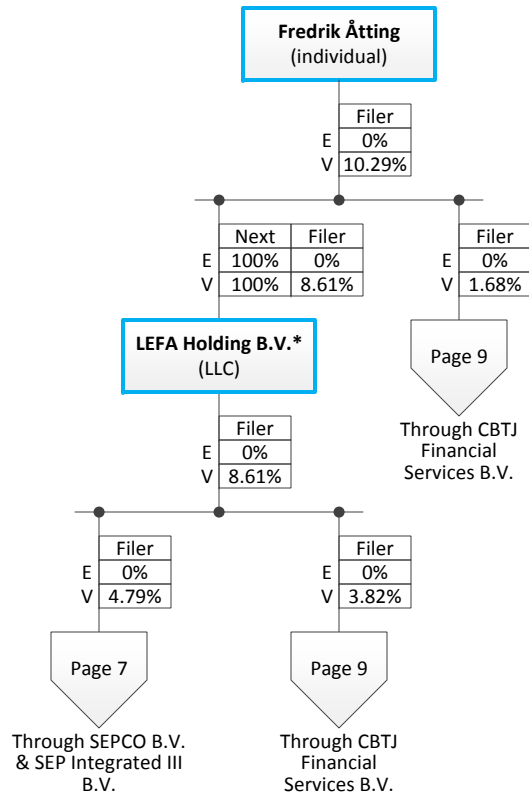 Fredrik Åtting
(individual)
Filer
E 0%
V 10.29%
Next Filer
E 100% 0%
V 100% 8.61%
Filer
E 0%
V 1.68%
LEFA Holding B.V.*
(LLC)
Page 9
Through CBTJ
Financial
Services B.V.
Filer
E 0%
V 8.61%
Filer
E 0%
V 4.79%
Filer
E 0%
V 3.82%
Page 7
Through SEPCO B.V.
& SEP Integrated III
B.V.
Page 9
Through CBTJ
Financial
Services B.V.